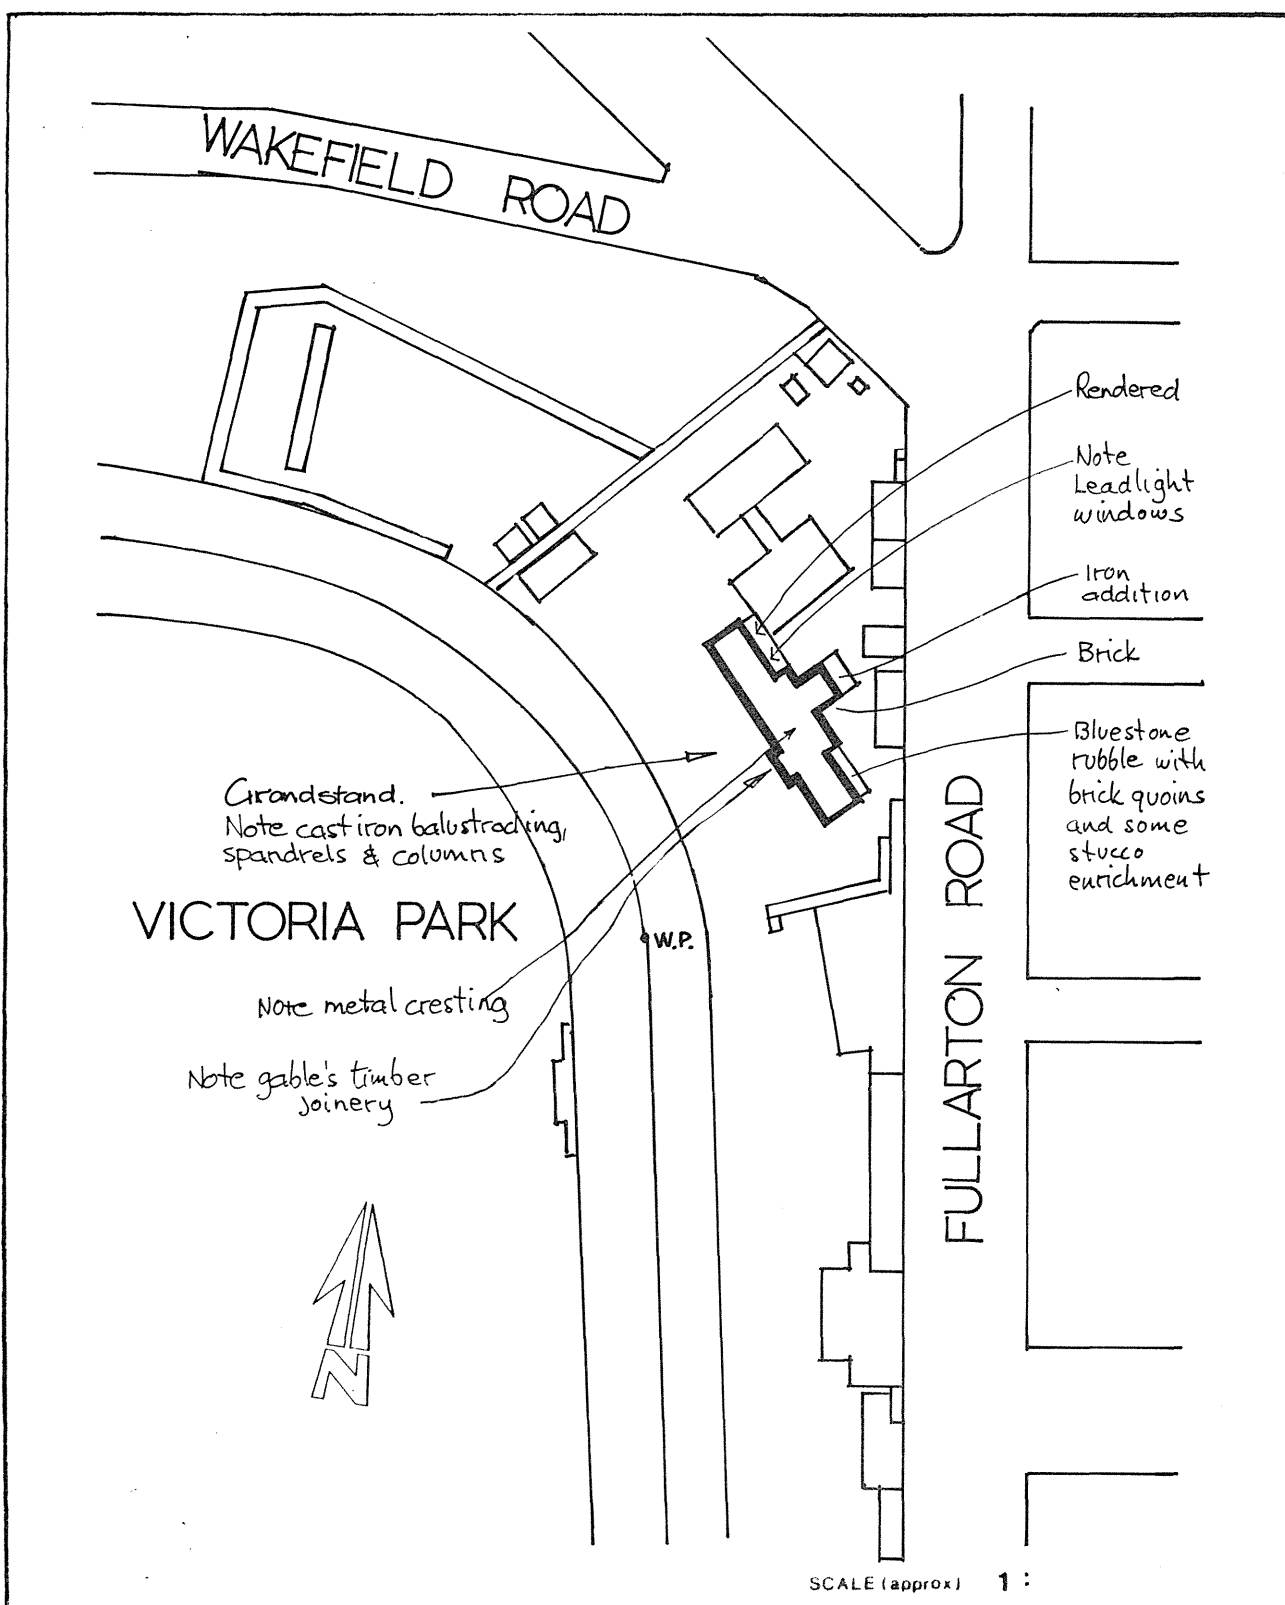 WAKEFIELD ROAD
Rendered
Note
Leadlight
windows
Iron
addition
Brick
Bluestone
rubble with
brick quoins
and some
stucco
enrichment
Grandstand.
Note cast iron balustrading,
spandrels & columns
VICTORIA PARK
W.P.
Note metal cresting
Note gable's timber
joinery
FULLARTON ROAD
N
SCALE (approx) 1 :